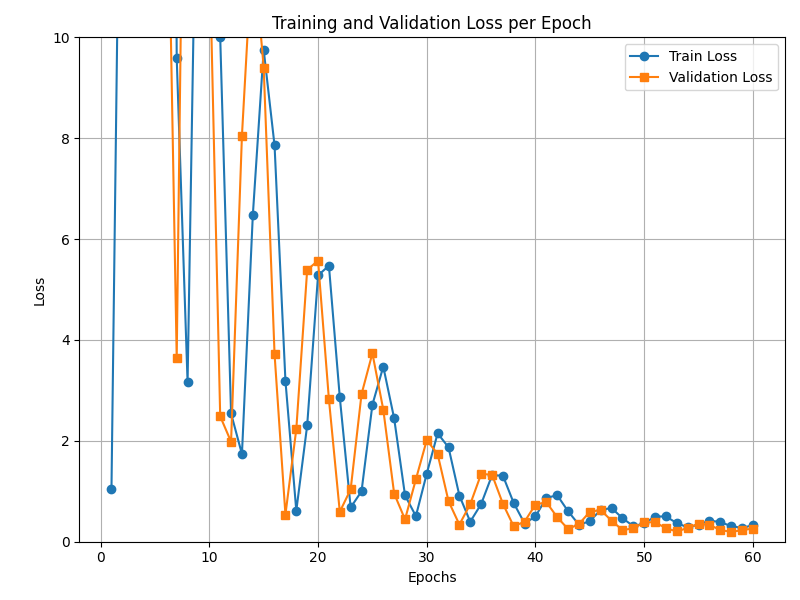 Training and Validation Loss per Epoch
Train Loss
Validation Loss
Loss
10
8
6
4
2
0
0 10 20 30 40 50 60
Epochs